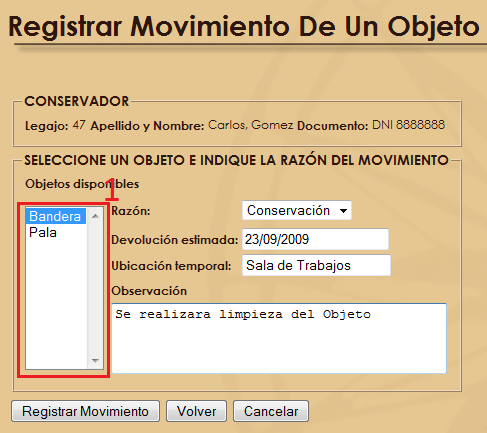 Registrar Movimiento De Un Objeto
CONSERVADOR
Legajo: 47 Apellido y Nombre: Carlos, Gomez Documento: DNI 8888888
SELECCIONE UN OBJETO E INDIQUE LA RAZÓN DEL MOVIMIENTO
Objetos disponibles
1
Bandera
Pala
Razón: Conservación
Devolución estimada: 23/09/2009
Ubicación temporal: Sala de Trabajos
Observación
Se realizara limpieza del Objeto
Registrar Movimiento Volver Cancelar